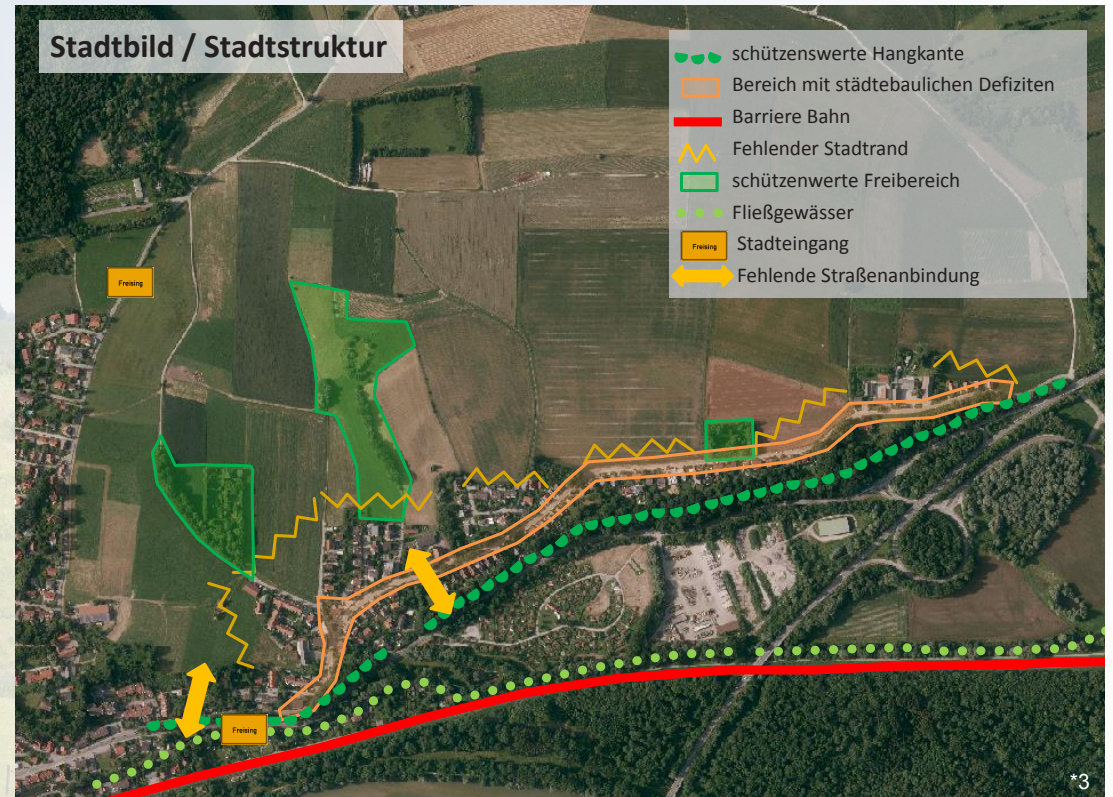 Stadtbild / Stadtstruktur
schützenswerte Hangkante
Bereich mit städtebaulichen Defiziten
Barriere Bahn
Fehlender Stadtrand
schützenwerte Freibereich
Fließgewässer
Freising
Stadteingang
Fehlende Straßenanbindung
Freising
Freising
*3